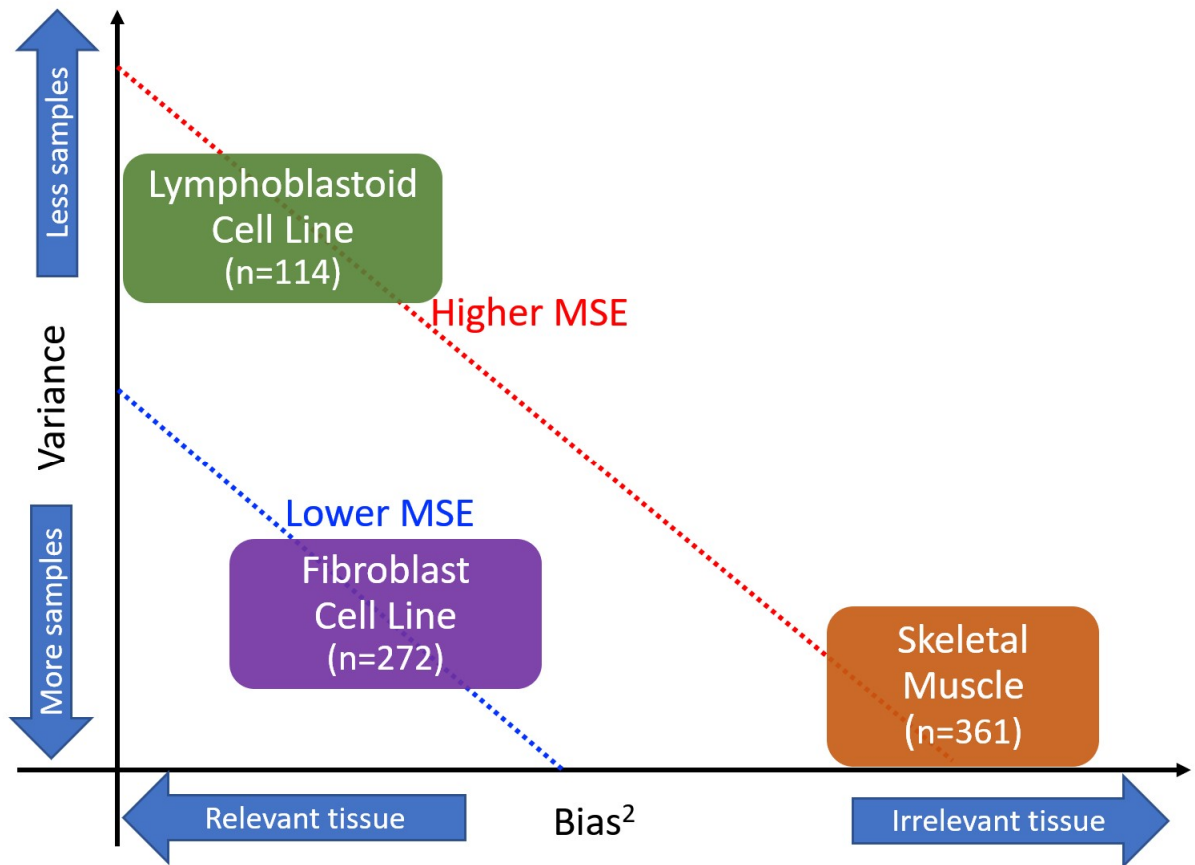 Less samples
Variance
More samples
Lymphoblastoid
Cell Line
(n=114)
Higher MSE
Lower MSE
Fibroblast
Cell Line
(n=272)
Skeletal
Muscle
(n=361)
Relevant tissue
Bias²
Irrelevant tissue